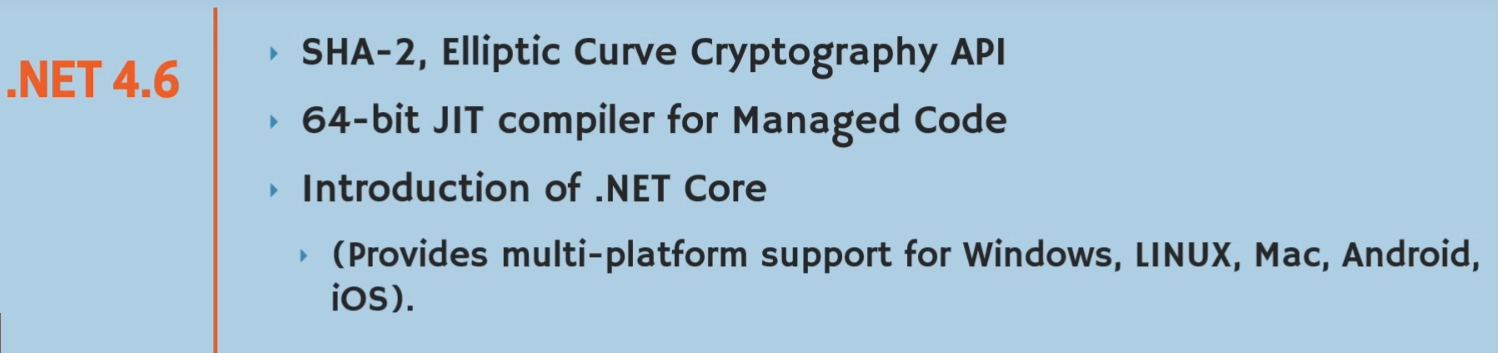 .NET 4.6
SHA-2, Elliptic Curve Cryptography API
64-bit JIT compiler for Managed Code
Introduction of .NET Core
(Provides multi-platform support for Windows, LINUX, Mac, Android,
iOS).